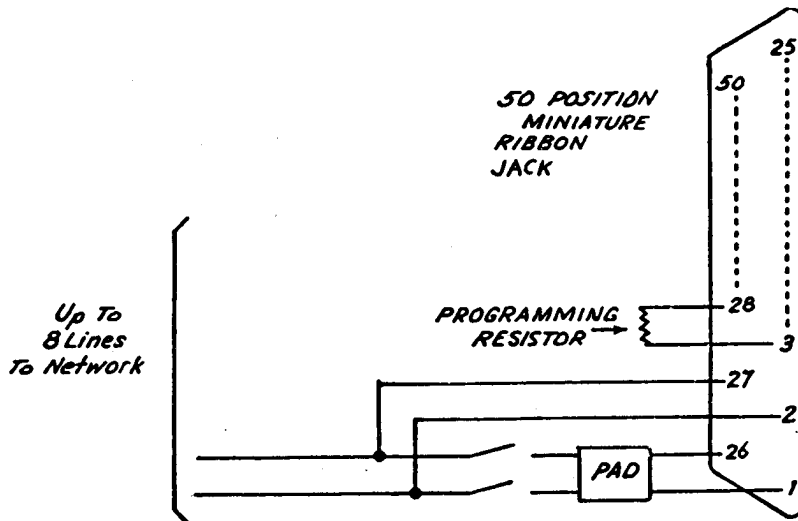 25
50
50 POSITION
MINIATURE
RIBBON
JACK
Up To
8 Lines
To Network
PROGRAMMING
RESISTOR
28
3
27
2
26
PAD
1